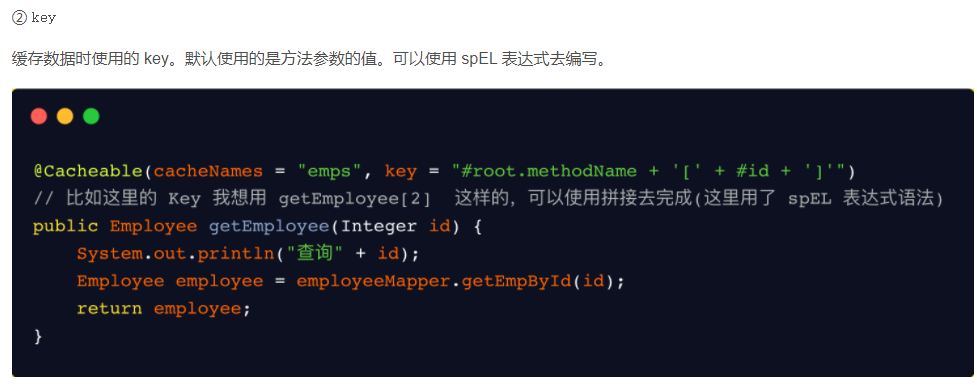 ② key
缓存数据时使用的 key。默认使用的是方法参数的值。可以使用 spEL 表达式去编写。
@Cacheable(cacheNames = "emps", key = "#root.methodName + '[' + #id + ']'")
// 比如这里的 Key 我想用 getEmployee[2]  这样的，可以使用拼接去完成(这里用了 spEL 表达式语法)
public Employee getEmployee(Integer id) {
    System.out.println("查询" + id);
    Employee employee = employeeMapper.getEmpById(id);
    return employee;
}